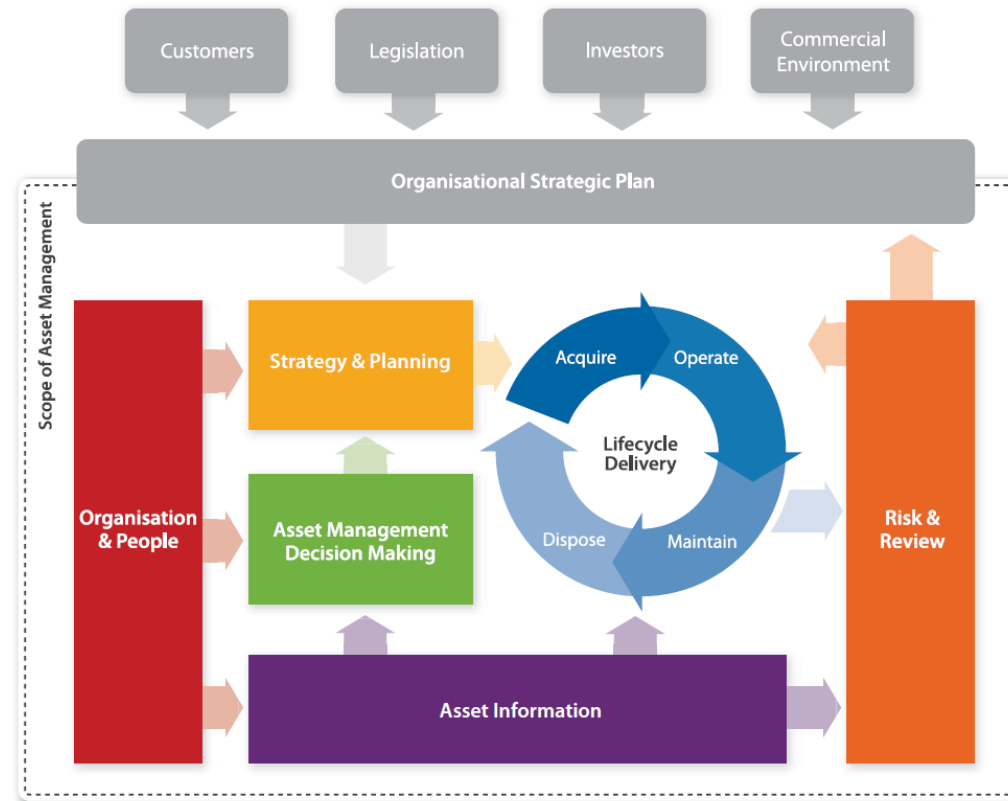 Customers
Legislation
Investors
Commercial
Environment
Organisational Strategic Plan
Scope of Asset Management
Strategy & Planning
Acquire
Operate
Lifecycle
Delivery
Organisation
& People
Asset Management
Decision Making
Dispose
Maintain
Risk &
Review
Asset Information